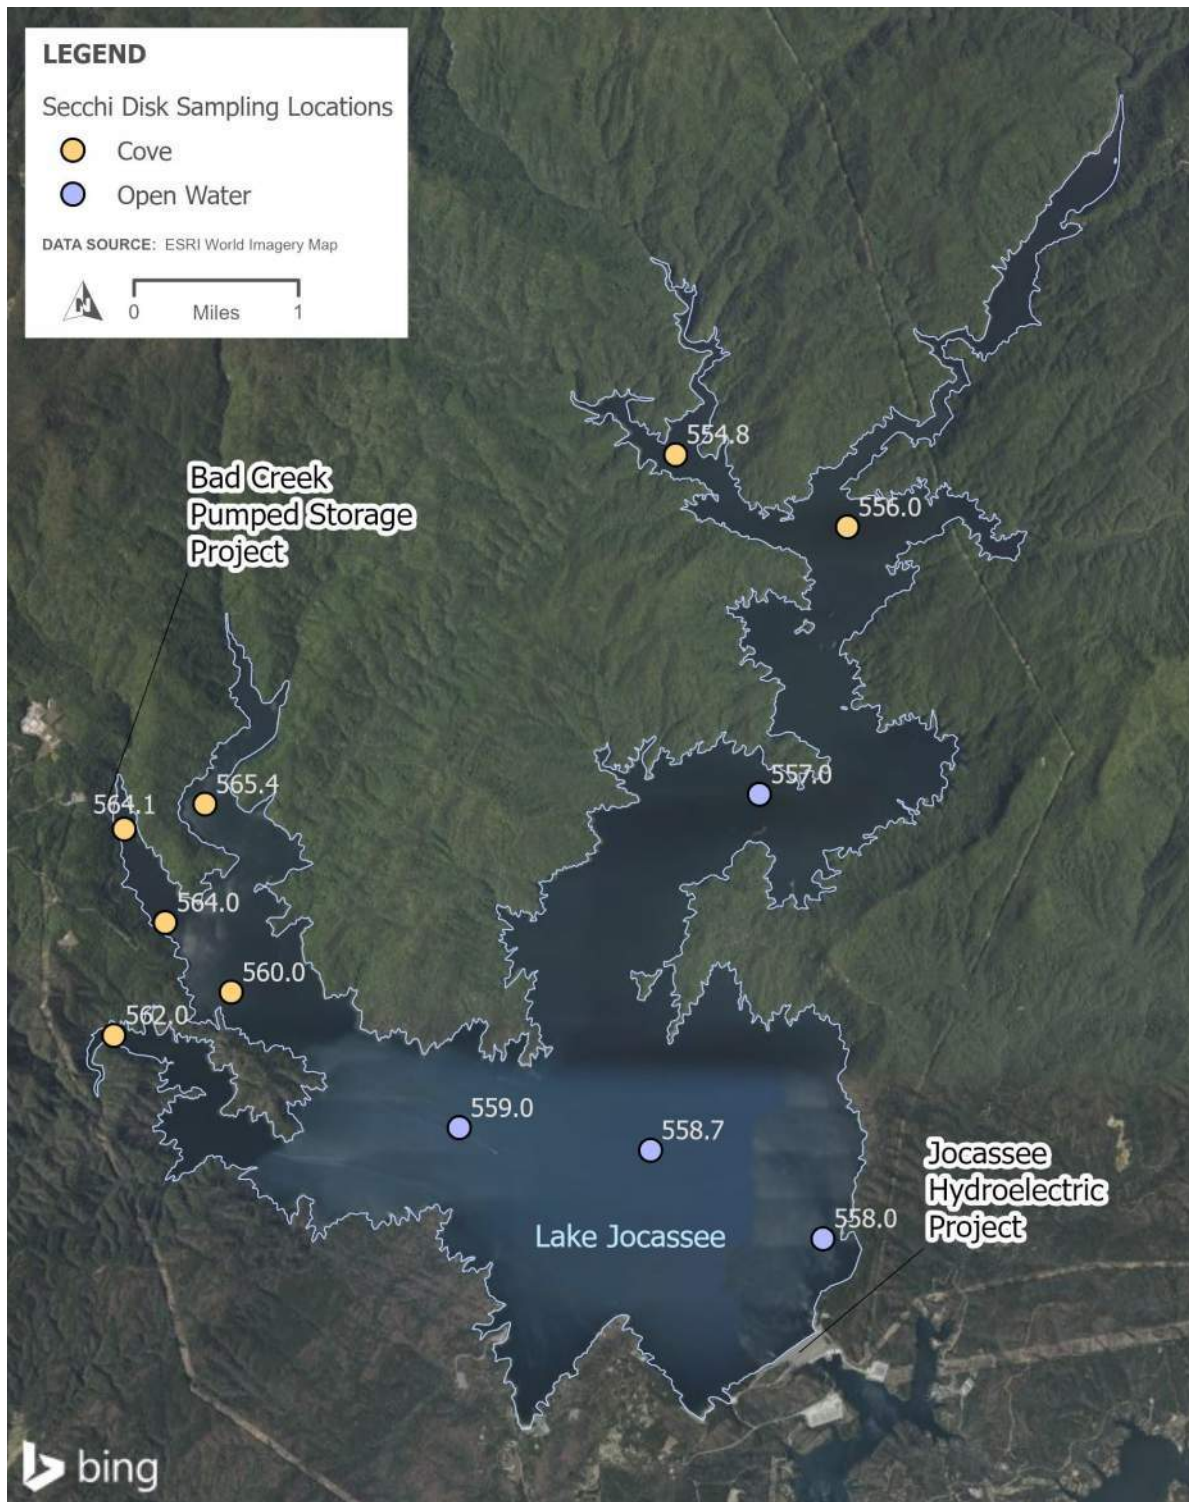 LEGEND
Secchi Disk Sampling Locations
Cove
Open Water
DATA SOURCE: ESRI World Imagery Map
N
0 Miles 1
554.8
556.0
Bad Creek
Pumped Storage
Project
557.0
565.4
564.1
564.0
560.0
562.0
559.0
558.7
Jocassee
Hydroelectric
Project
558.0
Lake Jocassee
bing